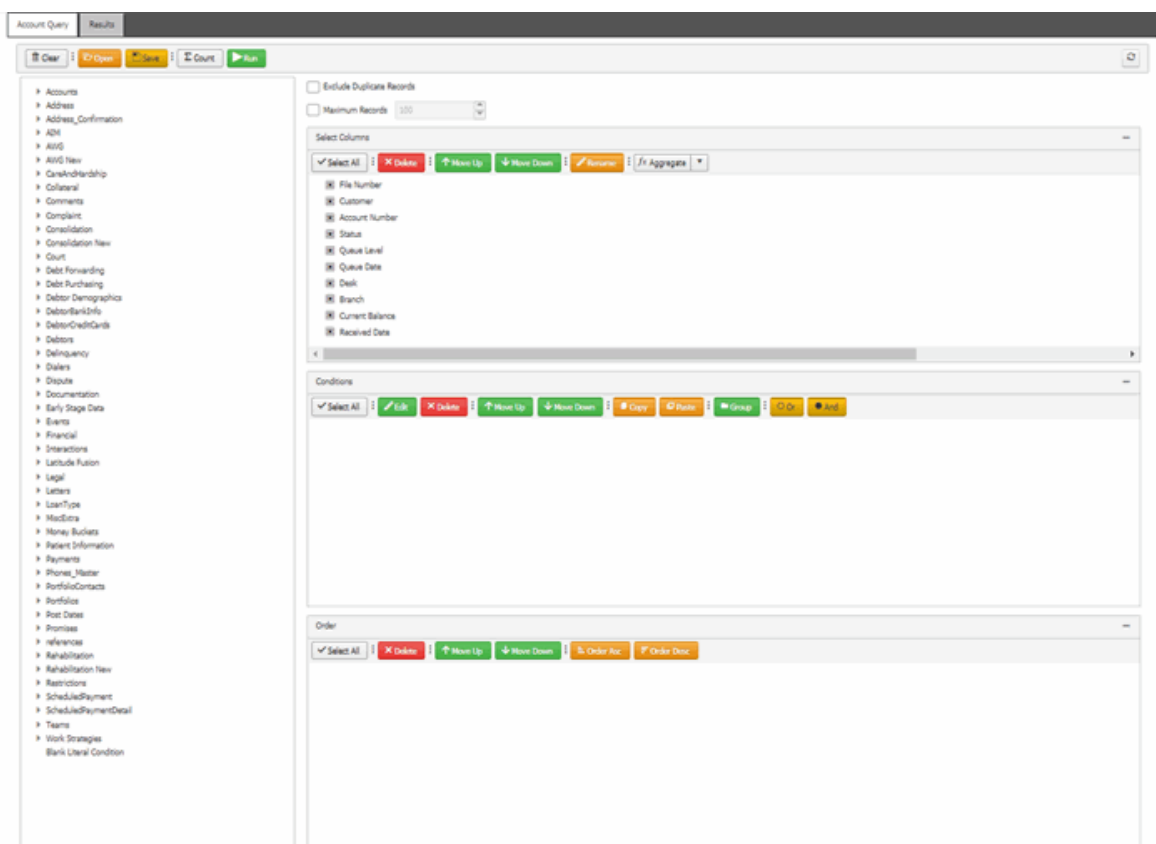 Account Query Results
Clear Open Save Count Run
Accounts
Address
Address_Confirmation
AIM
AWG
AWG New
CareAndHardship
Collateral
Comments
Complaint
Consolidation
Consolidation New
Court
Debt Forwarding
Debt Purchasing
Debtor Demographics
DebtorBankInfo
DebtorCreditCards
Debtors
Delinquency
Dialers
Dispute
Documentation
Early Stage Data
Events
Financial
Interactions
Latitude Fusion
Legal
Letters
LoanType
MiscExtra
Money Buckets
Patient Information
Payments
Phones_Master
PortfolioContacts
Portfolios
Post Dates
Promises
references
Rehabilitation
Rehabilitation New
Restrictions
ScheduledPayment
ScheduledPaymentDetail
Teams
Work Strategies
Blank Literal Condition
Exclude Duplicate Records
Maximum Records 100
Select Columns
Select All Delete Move Up Move Down Rename fx Aggregate
File Number
Customer
Account Number
Status
Queue Level
Queue Date
Desk
Branch
Current Balance
Received Date
Conditions
Select All Edit Delete Move Up Move Down Copy Paste Group Or And
Order
Select All Delete Move Up Move Down Order Asc Order Desc